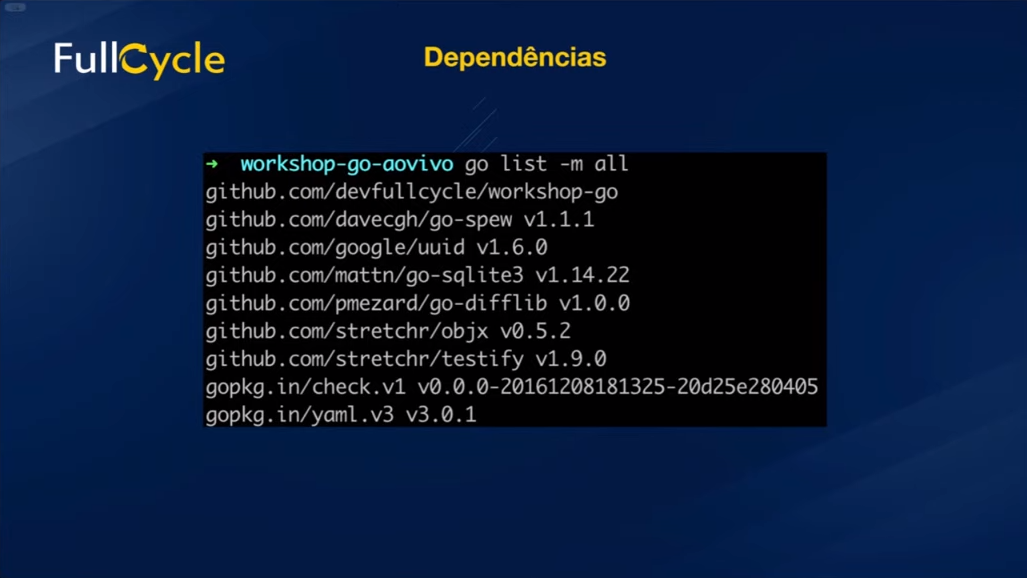 FullCycle
Dependências
➜ workshop-go-aovivo go list -m all
github.com/devfullcycle/workshop-go
github.com/davecgh/go-spew v1.1.1
github.com/google/uuid v1.6.0
github.com/mattn/go-sqlite3 v1.14.22
github.com/pmezard/go-difflib v1.0.0
github.com/stretchr/objx v0.5.2
github.com/stretchr/testify v1.9.0
gopkg.in/check.v1 v0.0.0-20161208181325-20d25e280405
gopkg.in/yaml.v3 v3.0.1